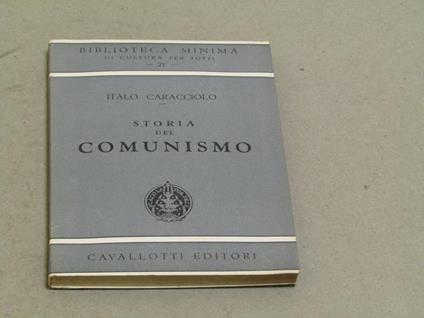 BIBLIOTECA MINIMA
DI CULTURA PER TUTTI
— 21 —
ITALO CARACCIOLO
STORIA
DEL
COMUNISMO
CAVALLOTTI EDITORI